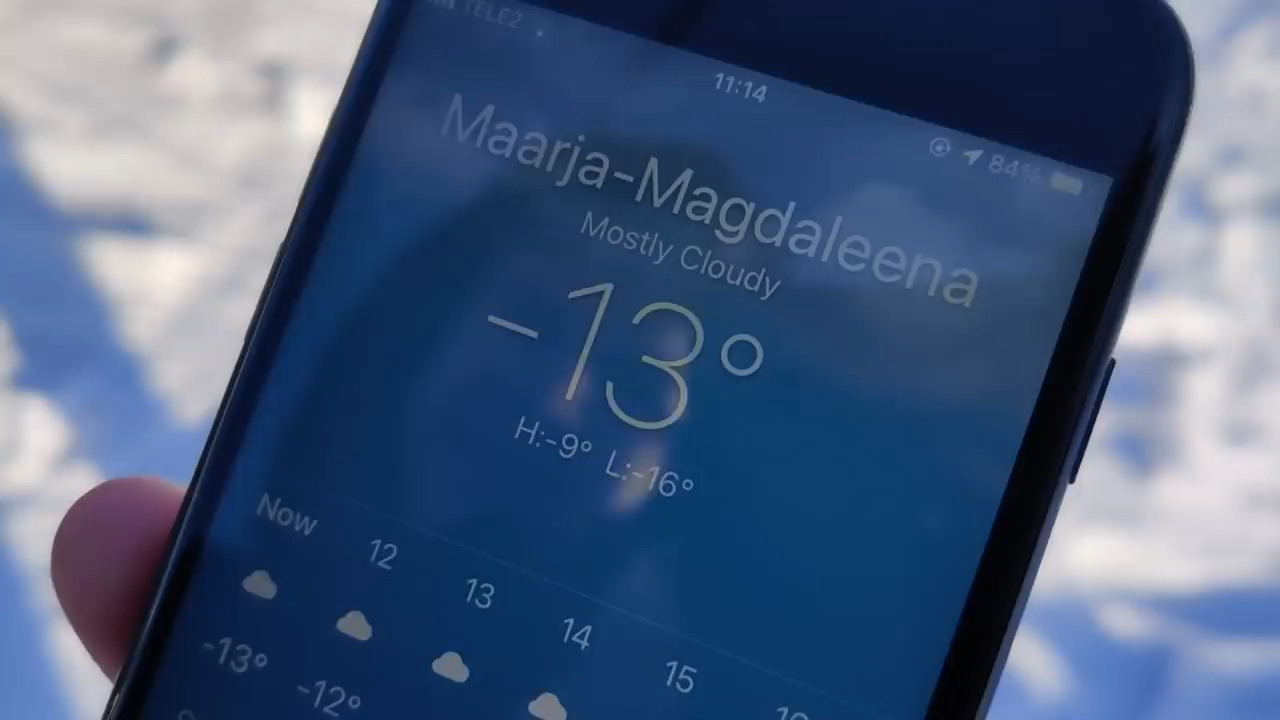 TELE2
11:14
84%
Maarja-Magdaleena
Mostly Cloudy
-13°
H:-9° L:-16°
Now 12 13 14 15
-13° -12°